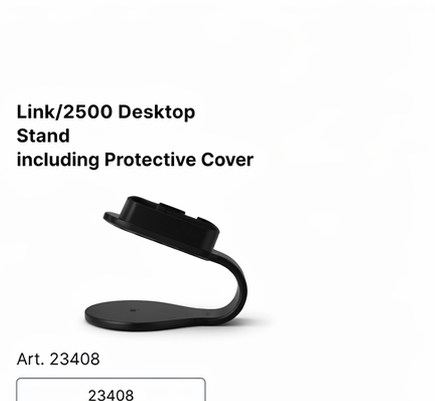 Link/2500 Desktop
Stand
including Protective Cover
Art. 23408
23408